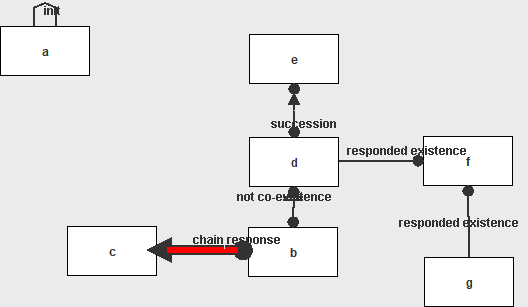 init
a
e
succession
responded existence
d
f
not co-existence
responded existence
chain response
c
b
g